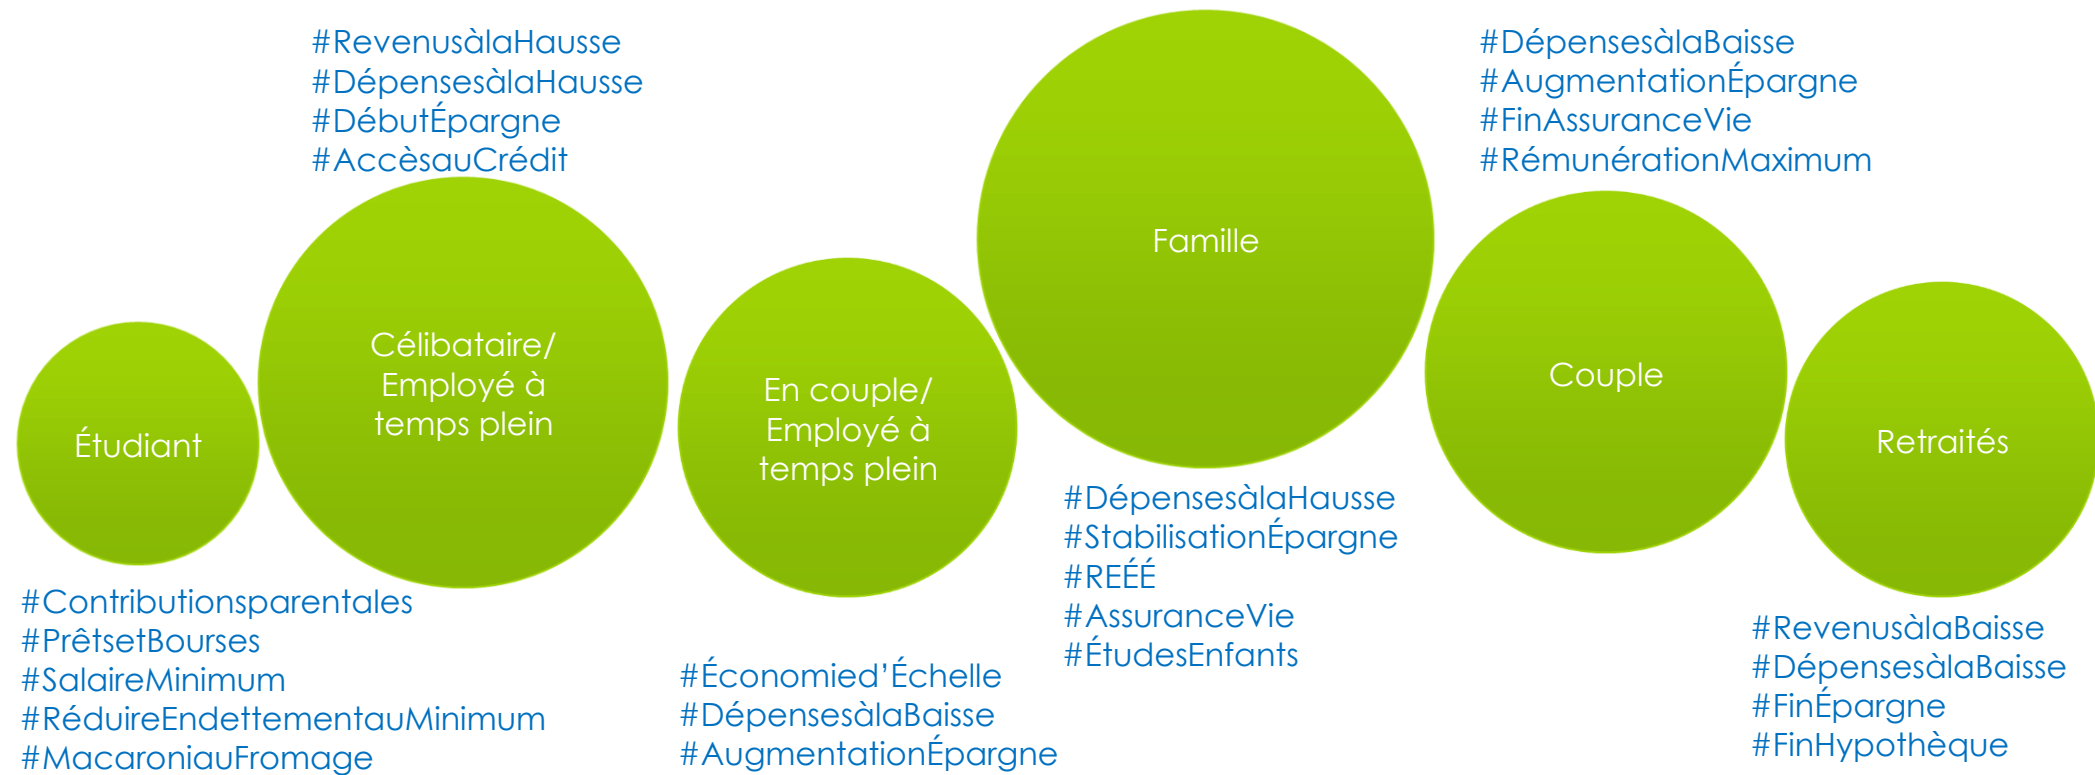 #RevenusàlaHausse
#DépensesàlaHausse
#DébutÉpargne
#AccèsauCrédit
#DépensesàlaBaisse
#AugmentationÉpargne
#FinAssuranceVie
#RémunérationMaximum
Étudiant
Célibataire/
Employé à
temps plein
En couple/
Employé à
temps plein
Famille
Couple
Retraités
#Contributionsparentales
#PrêtsetBourses
#SalaireMinimum
#RéduireEndettementauMinimum
#MacaroniauFromage
#Économied’Échelle
#DépensesàlaBaisse
#AugmentationÉpargne
#DépensesàlaHausse
#StabilisationÉpargne
#REÉÉ
#AssuranceVie
#ÉtudesEnfants
#RevenusàlaBaisse
#DépensesàlaBaisse
#FinÉpargne
#FinHypothèque